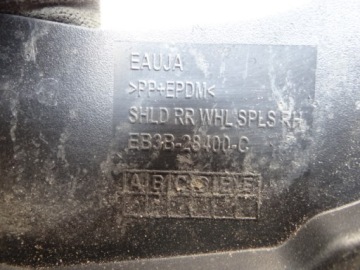 EAUJA
>PP+EPDM<
SHLD RR WHL SPLS RH
EB3B-28400-C
A B C D E F